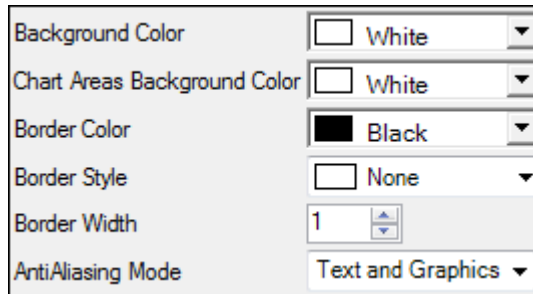 Background Color White
Chart Areas Background Color White
Border Color Black
Border Style None
Border Width 1
AntiAliasing Mode Text and Graphics